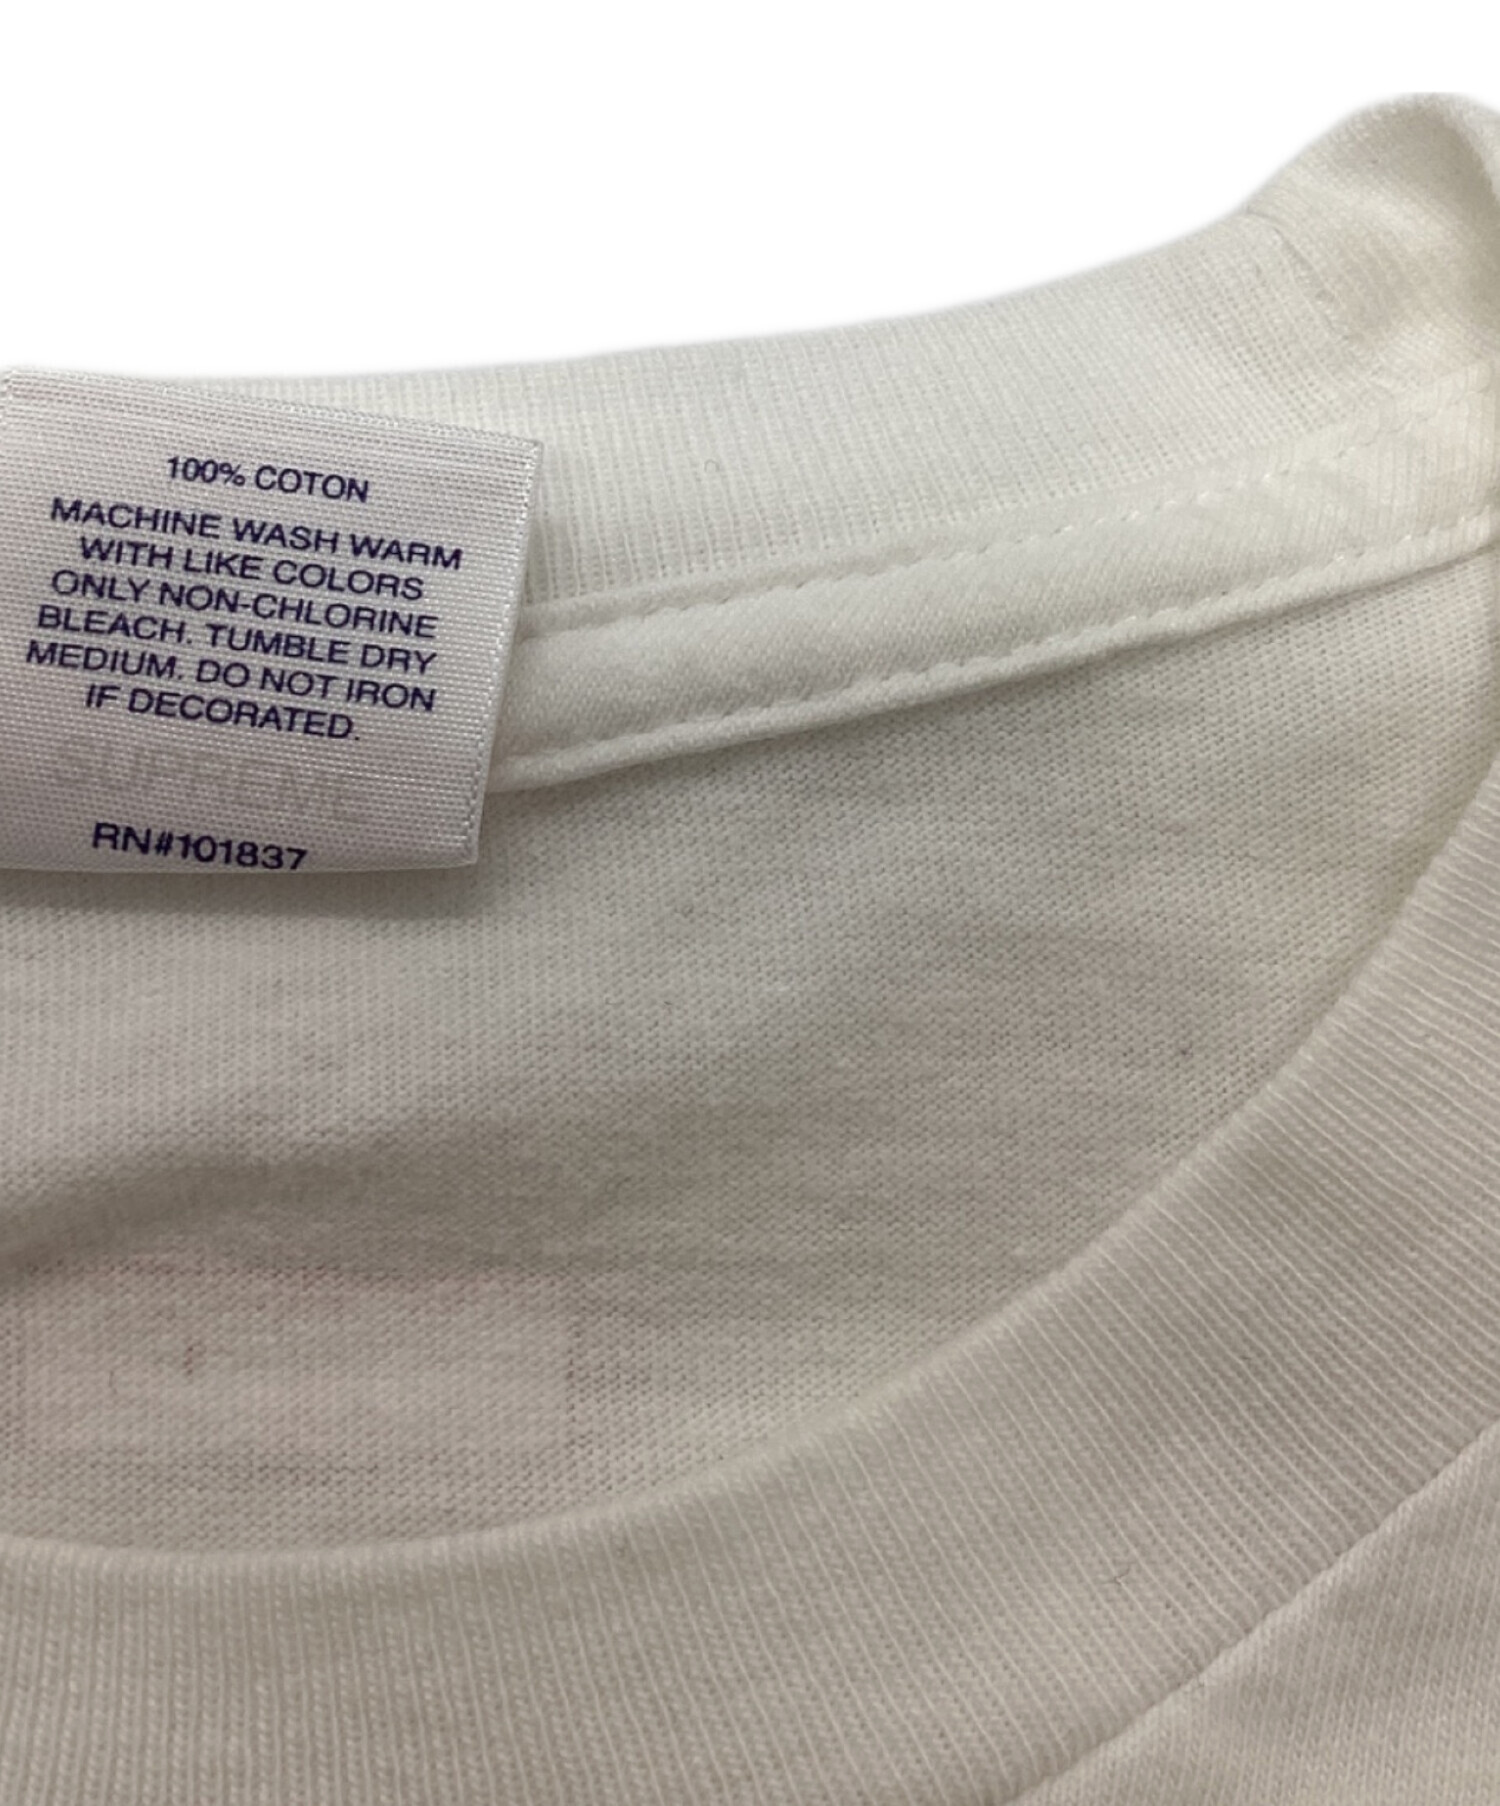 100% COTON
MACHINE WASH WARM
WITH LIKE COLORS
ONLY NON-CHLORINE
BLEACH. TUMBLE DRY
MEDIUM. DO NOT IRON
IF DECORATED.
SUPREME
RN#101837